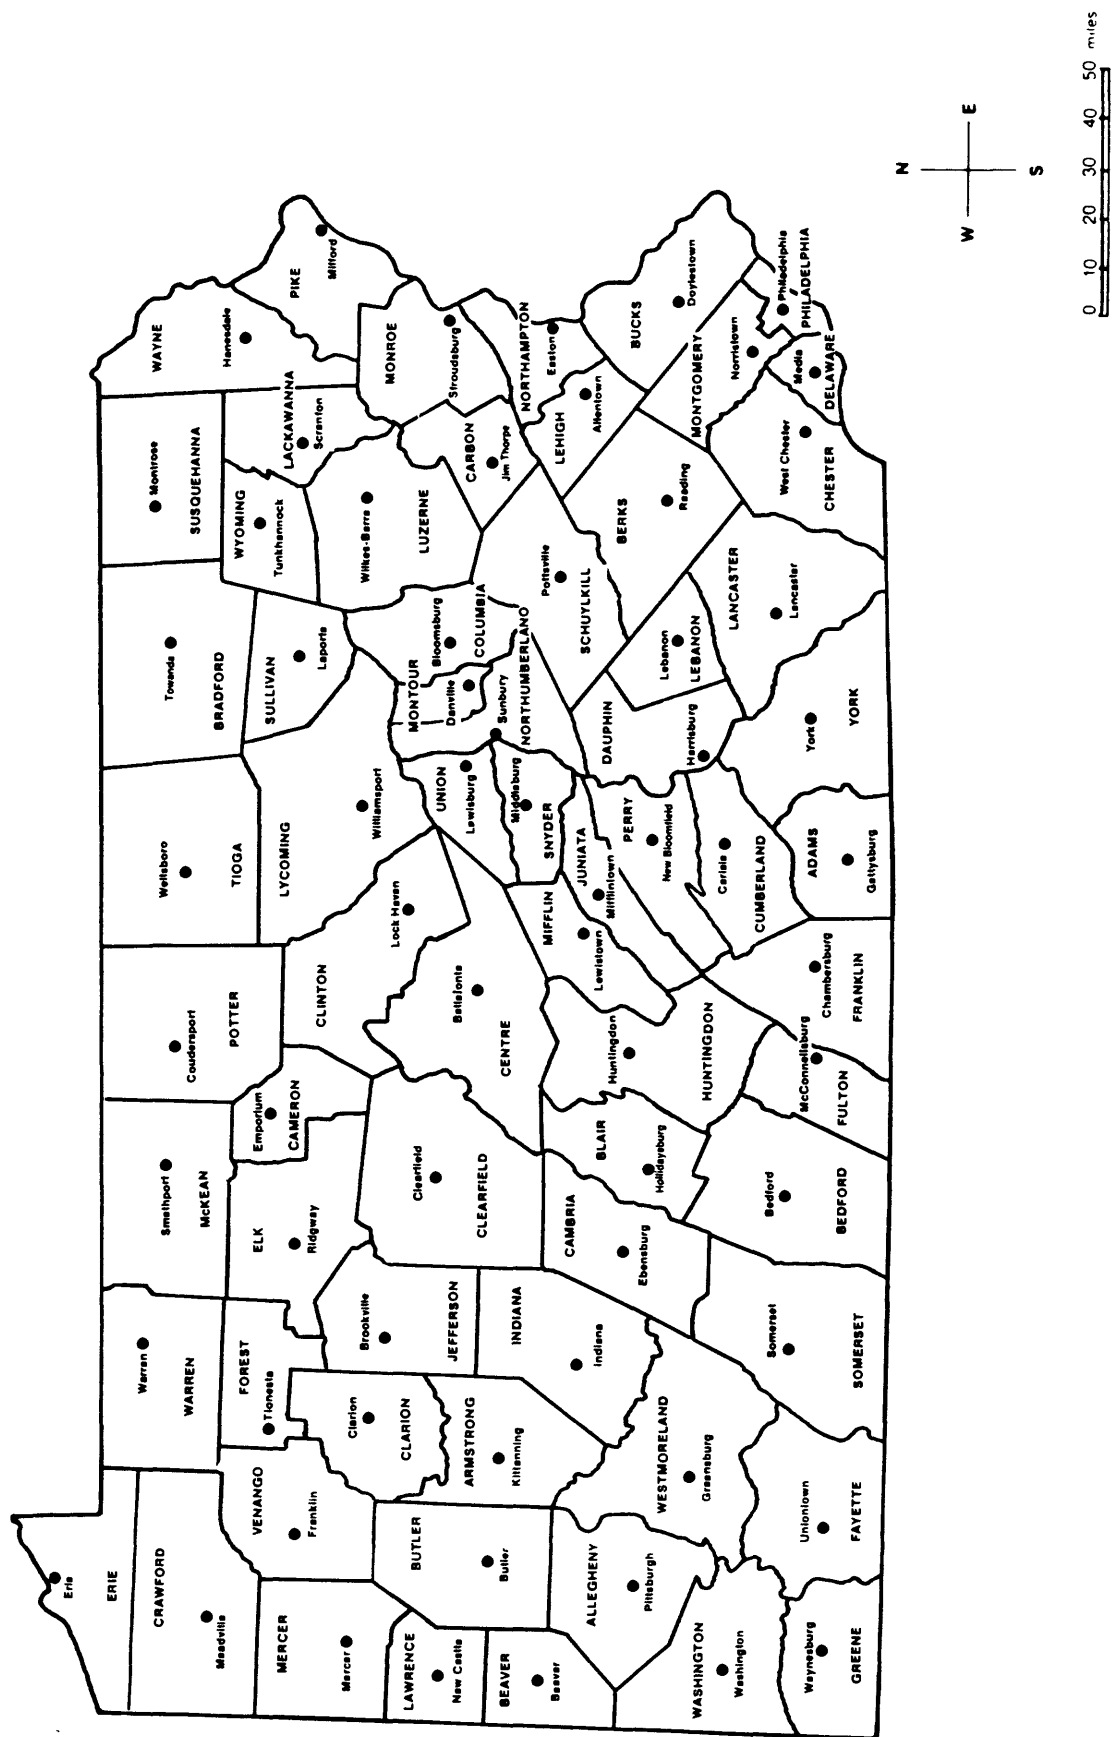 ERIE
Erie
CRAWFORD
Meadville
WARREN
Warren
McKEAN
Smethport
POTTER
Coudersport
TIOGA
Wellsboro
BRADFORD
Towanda
SUSQUEHANNA
Montrose
WAYNE
Honesdale
MERCER
Mercer
VENANGO
Franklin
FOREST
Tionesta
ELK
Ridgway
CAMERON
Emporium
CLINTON
Lock Haven
LYCOMING
Williamsport
SULLIVAN
Laporte
WYOMING
Tunkhannock
LACKAWANNA
Scranton
PIKE
Milford
LAWRENCE
New Castle
BUTLER
Butler
CLARION
Clarion
JEFFERSON
Brookville
CLEARFIELD
Clearfield
CENTRE
Bellefonte
UNION
Lewisburg
MONTOUR
Danville
COLUMBIA
Bloomsburg
LUZERNE
Wilkes-Barre
MONROE
Stroudsburg
CARBON
Jim Thorpe
BEAVER
Beaver
ARMSTRONG
Kittanning
INDIANA
Indiana
CAMBRIA
Ebensburg
BLAIR
Hollidaysburg
HUNTINGDON
Huntingdon
MIFFLIN
Lewistown
JUNIATA
Mifflintown
SNYDER
Middleburg
NORTHUMBERLAND
Sunbury
SCHUYLKILL
Pottsville
LEHIGH
Allentown
NORTHAMPTON
Easton
ALLEGHENY
Pittsburgh
WESTMORELAND
Greensburg
PERRY
New Bloomfield
DAUPHIN
Harrisburg
LEBANON
Lebanon
BERKS
Reading
MONTGOMERY
Norristown
BUCKS
Doylestown
WASHINGTON
Washington
GREENE
Waynesburg
FAYETTE
Uniontown
SOMERSET
Somerset
BEDFORD
Bedford
FULTON
McConnellsburg
FRANKLIN
Chambersburg
CUMBERLAND
Carlisle
ADAMS
Gettysburg
YORK
York
LANCASTER
Lancaster
CHESTER
West Chester
DELAWARE
Media
Philadelphia
PHILADELPHIA
N
W E
S
0 10 20 30 40 50 miles